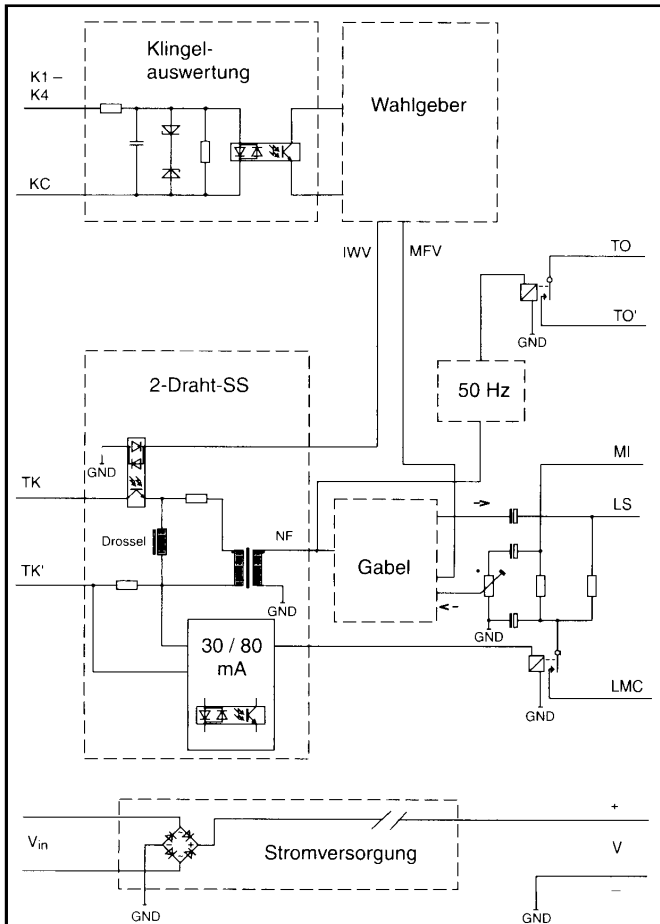 Klingel-
auswertung
K1 –
K4
KC
Wahlgeber
IWV
MFV
TO
TO'
GND
50 Hz
2-Draht-SS
GND
TK
Drossel
TK'
NF
GND
Gabel
MI
LS
GND
30 / 80
mA
LMC
GND
Vin
Stromversorgung
GND
+
V
–
GND